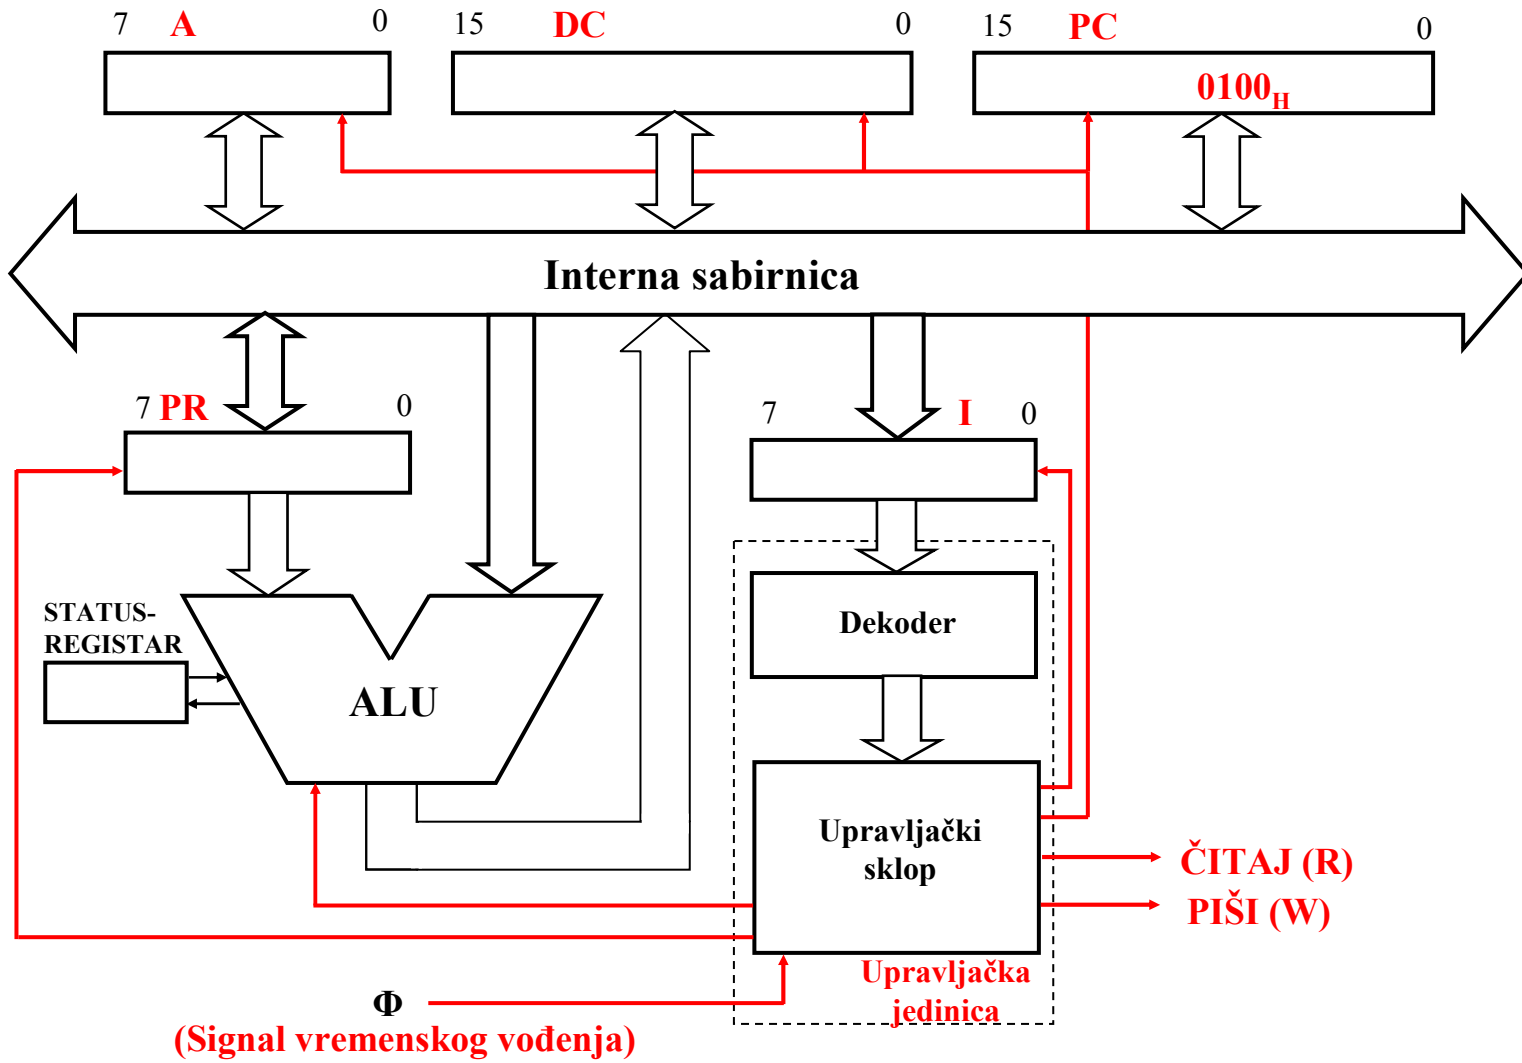 7 A 0
15 DC 0
15 PC 0
0100H
Interna sabirnica
7 PR 0
7 I 0
STATUS-
REGISTAR
Dekoder
ALU
Upravljački
sklop
ČITAJ (R)
PIŠI (W)
Upravljačka
jedinica
Φ
(Signal vremenskog vođenja)